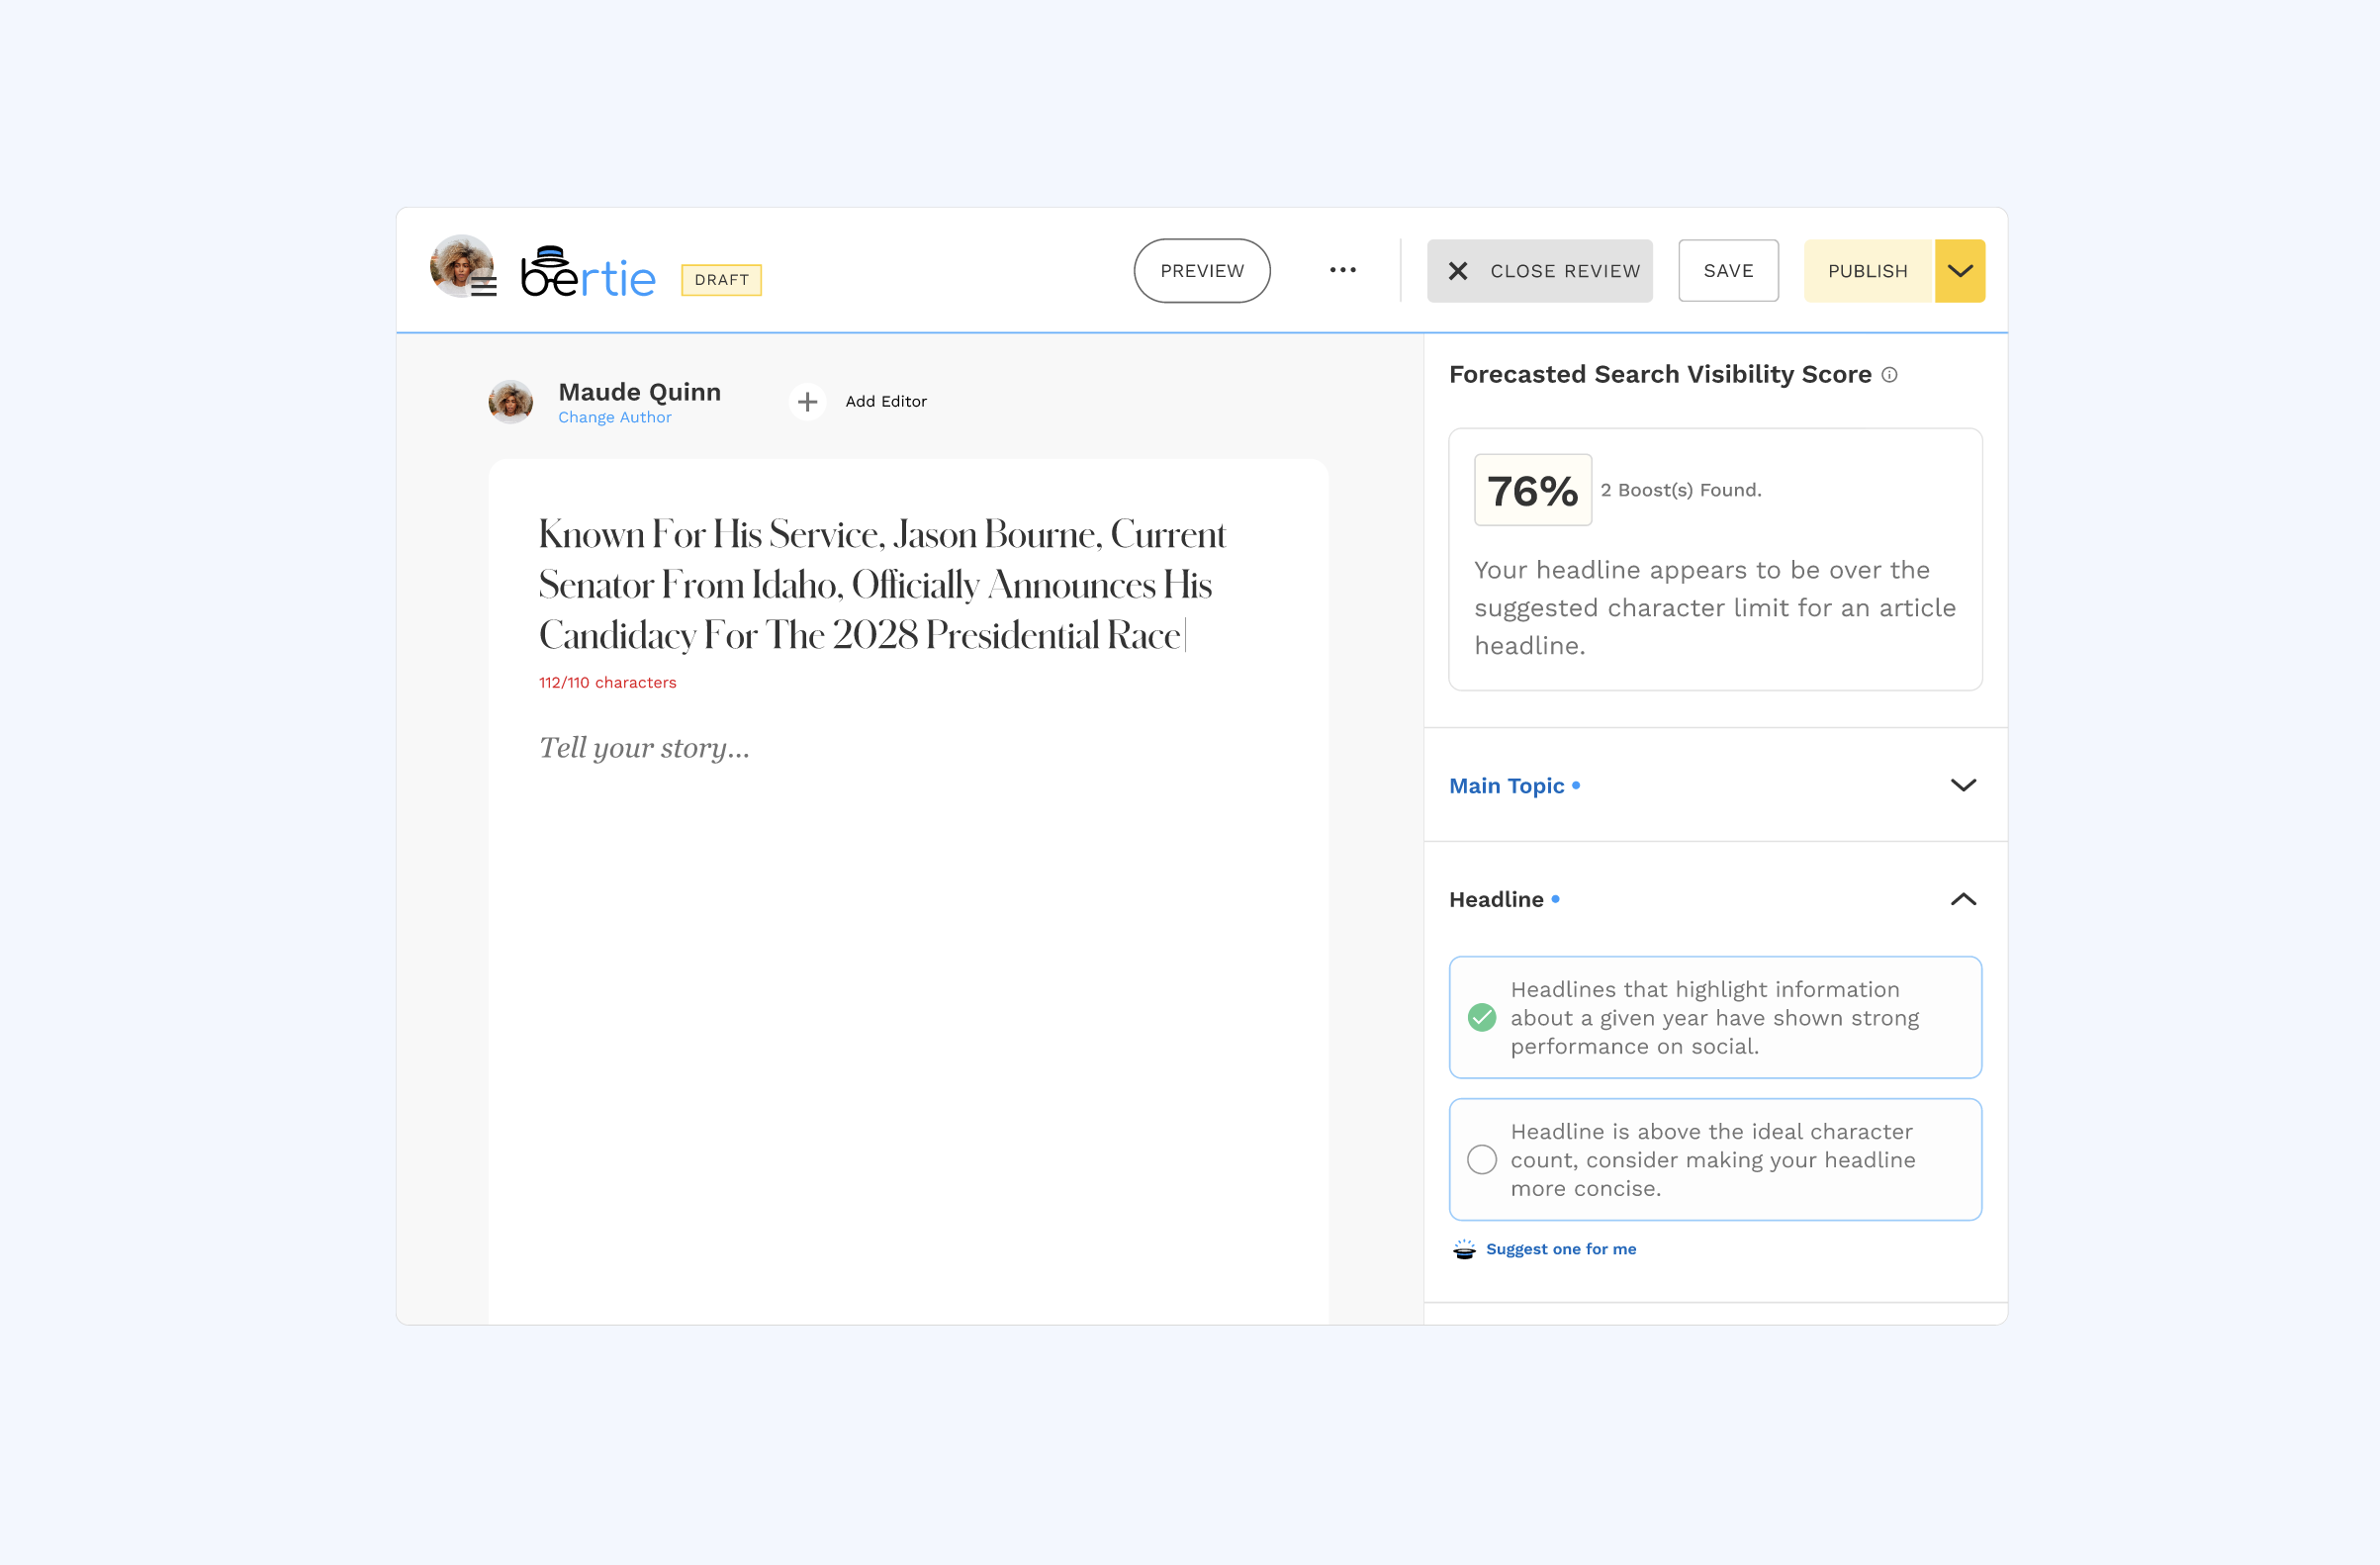 bertie
DRAFT
PREVIEW
CLOSE REVIEW
SAVE
PUBLISH
Maude Quinn
Change Author
Add Editor
Known For His Service, Jason Bourne, Current
Senator From Idaho, Officially Announces His
Candidacy For The 2028 Presidential Race
112/110 characters
Tell your story...
Forecasted Search Visibility Score
76%
2 Boost(s) Found.
Your headline appears to be over the
suggested character limit for an article
headline.
Main Topic
Headline
Headlines that highlight information
about a given year have shown strong
performance on social.
Headline is above the ideal character
count, consider making your headline
more concise.
Suggest one for me